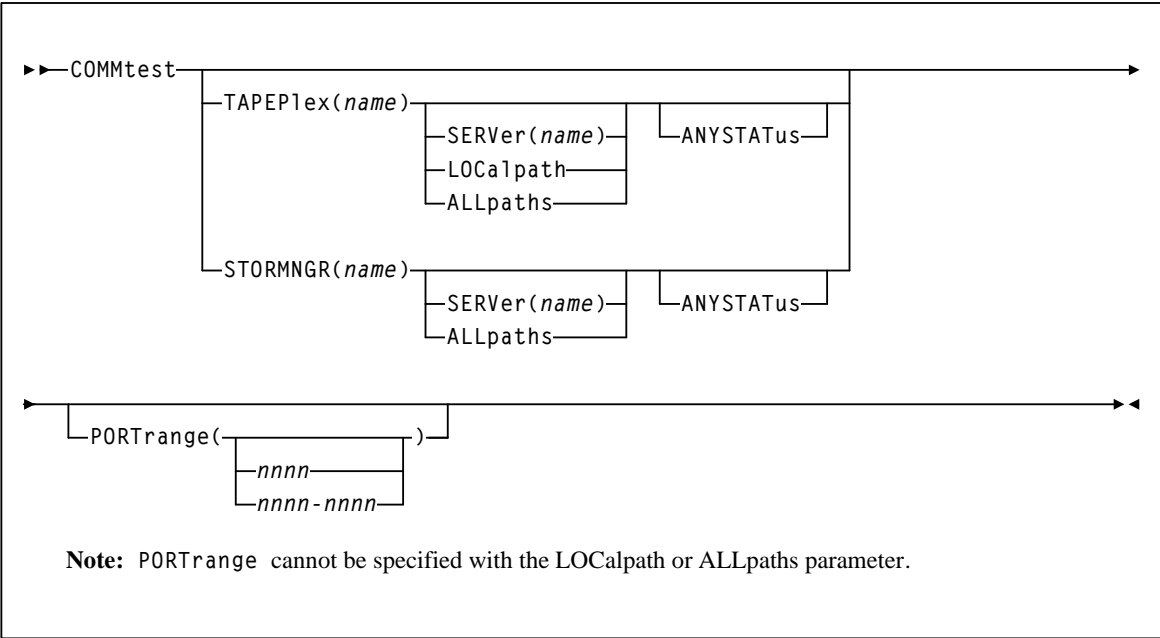 COMMtest
TAPEPlex(name)
SERVer(name)
LOCalpath
ALLpaths
ANYSTATus
STORMNGR(name)
SERVer(name)
ALLpaths
ANYSTATus
PORTrange(
nnnn
nnnn-nnnn
)
Note: PORTrange cannot be specified with the LOCalpath or ALLpaths parameter.